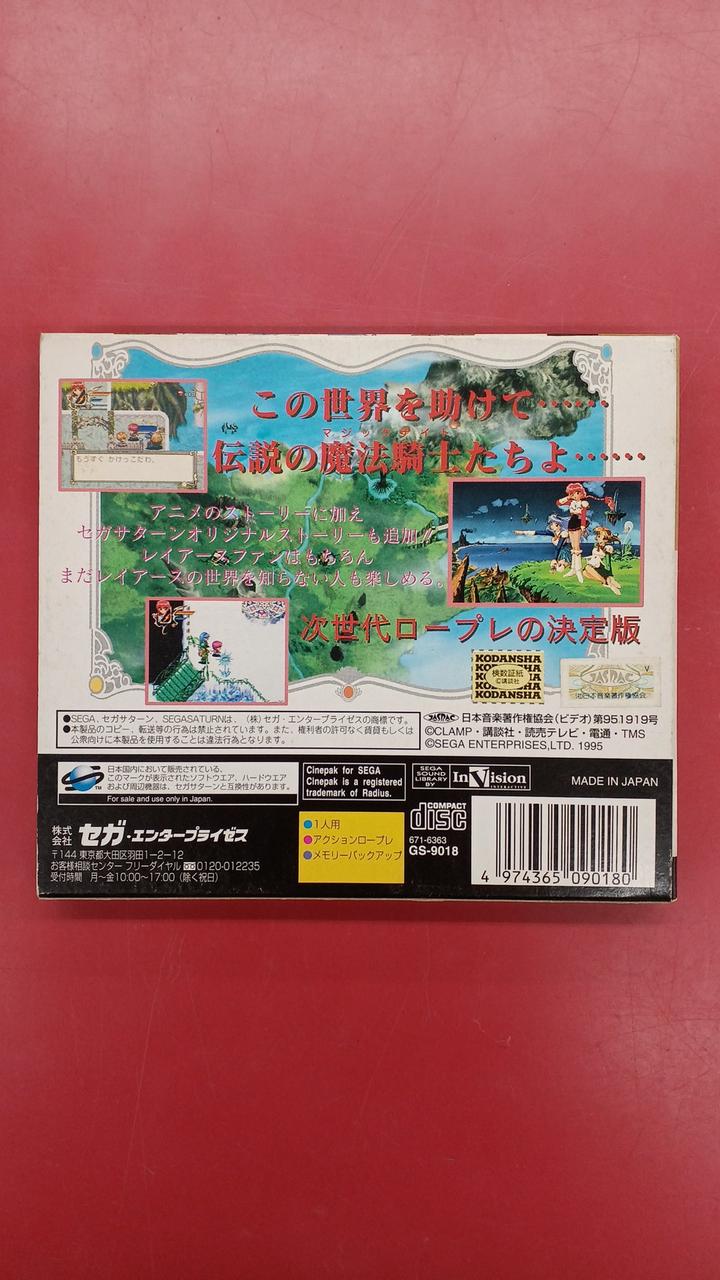 この世界を助けて……
マジックナイト
伝説の魔法騎士たちよ……
もうすぐ かけっこだわ。
アニメのストーリーに加え
セガサターンオリジナルストーリーも追加!!
レイアースファンはもちろん
まだレイアースの世界を知らない人も楽しめる。
次世代ロープレの決定版
KODANSHA
KODANSHA
検数証紙
©講談社
KODANSHA
KODANSHA
JASRAC
V
日本音楽著作権協会
●SEGA、セガサターン、SEGASATURNは、(株)セガ・エンタープライゼスの商標です。
●本製品のコピー、転送等の行為は禁止されています。また、権利者の許可なく賃貸もしくは
公衆向けに本製品を使用することは違法行為となります。
JASRAC 日本音楽著作権協会(ビデオ)第951919号
©CLAMP・講談社・読売テレビ・電通・TMS
©SEGA ENTERPRISES,LTD. 1995
TM
日本国内において販売されている、
このマークが表示されたソフトウエア、ハードウエア
および周辺機器は、セガサターンと互換性があります。
For sale and use only in Japan.
Cinepak for SEGA
Cinepak is a registered
trademark of Radius.
SEGA
SOUND
LIBRARY
BY
InVision
INTERACTIVE
MADE IN JAPAN
株式会社 セガ・エンタープライゼス
〒144 東京都大田区羽田1-2-12
お客様相談センター フリーダイヤル 0120-012235
受付時間 月〜金10:00〜17:00(除く祝日)
●1人用
●アクションロープレ
●メモリーバックアップ
COMPACT
disc
671-6363
GS-9018
4 974365 090180